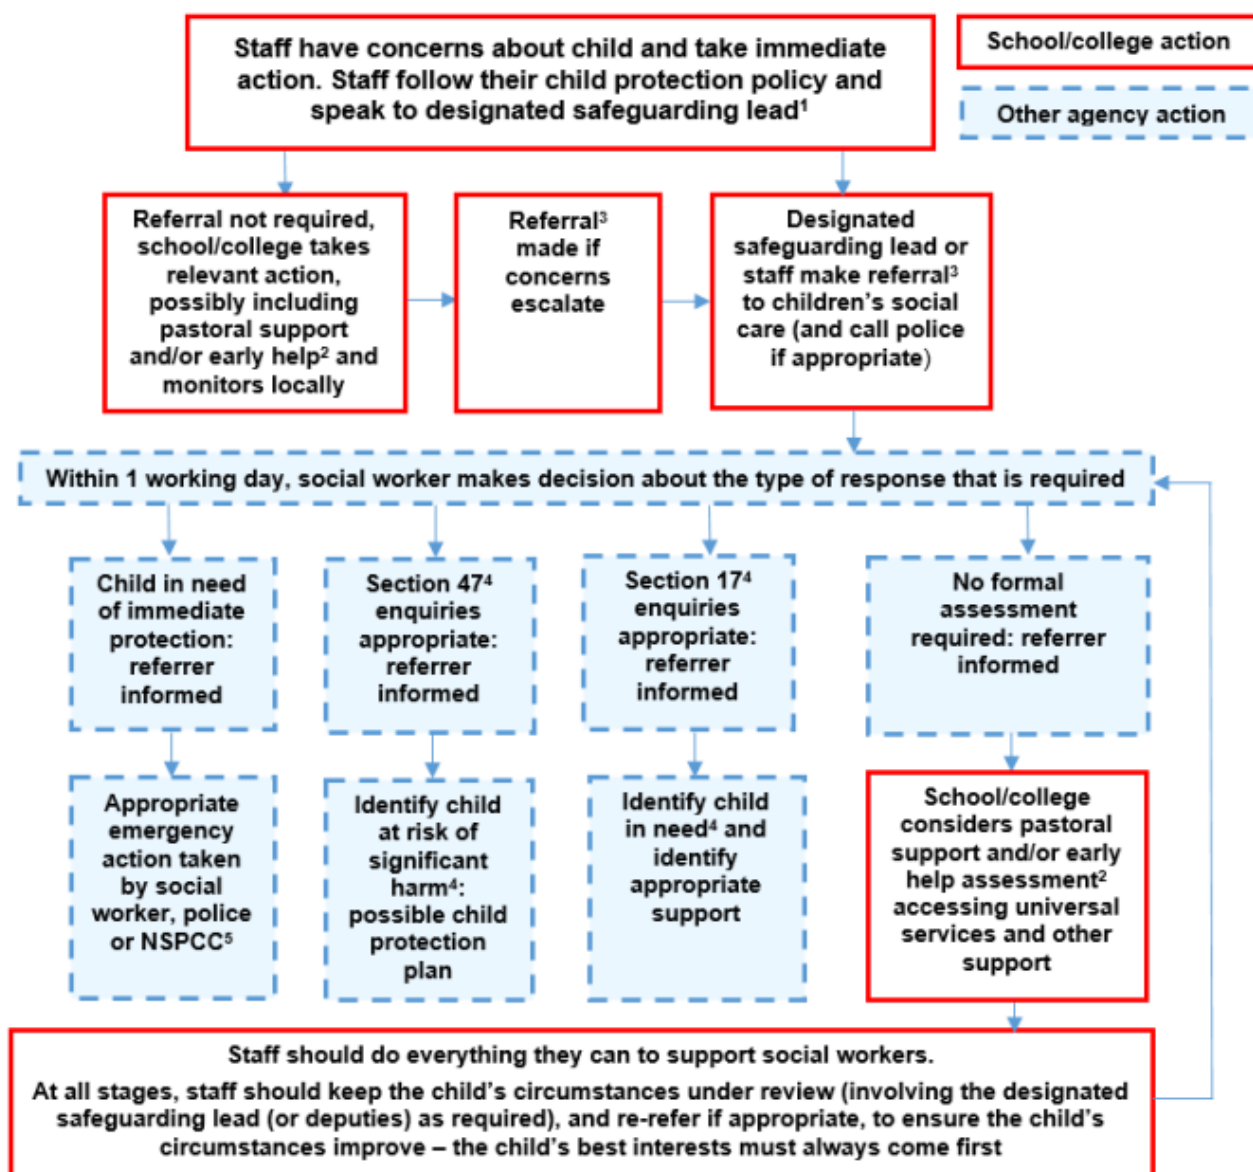 Staff have concerns about child and take immediate
action. Staff follow their child protection policy and
speak to designated safeguarding lead¹
School/college action
Other agency action
Referral not required,
school/college takes
relevant action,
possibly including
pastoral support
and/or early help² and
monitors locally
Referral³
made if
concerns
escalate
Designated
safeguarding lead or
staff make referral³
to children's social
care (and call police
if appropriate)
Within 1 working day, social worker makes decision about the type of response that is required
Child in need
of immediate
protection:
referrer
informed
Section 47⁴
enquiries
appropriate:
referrer
informed
Section 17⁴
enquiries
appropriate:
referrer
informed
No formal
assessment
required: referrer
informed
Appropriate
emergency
action taken
by social
worker, police
or NSPCC⁵
Identify child
at risk of
significant
harm⁴:
possible child
protection
plan
Identify child
in need⁴ and
identify
appropriate
support
School/college
considers pastoral
support and/or early
help assessment²
accessing universal
services and other
support
Staff should do everything they can to support social workers.
At all stages, staff should keep the child's circumstances under review (involving the designated
safeguarding lead (or deputies) as required), and re-refer if appropriate, to ensure the child's
circumstances improve – the child's best interests must always come first